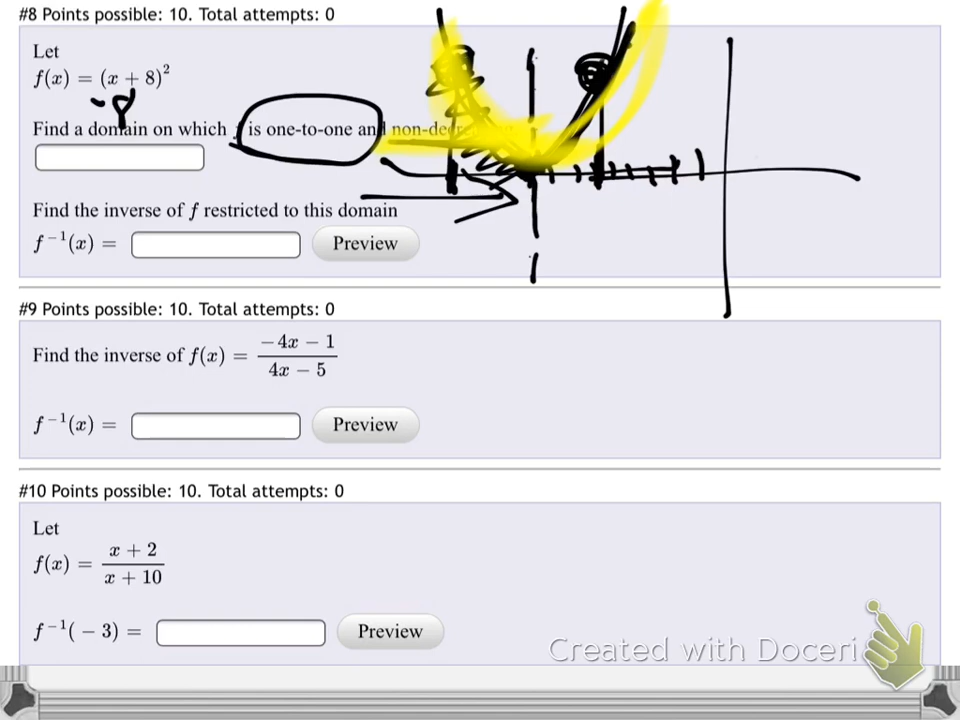 #8 Points possible: 10. Total attempts: 0
Let
f(x) = (x + 8)²
-8
Find a domain on which f is one-to-one and
Find the inverse of f restricted to this domain
f⁻¹(x) = Preview
#9 Points possible: 10. Total attempts: 0
Find the inverse of f(x) = (-4x - 1)/(4x - 5)
f⁻¹(x) = Preview
#10 Points possible: 10. Total attempts: 0
Let
f(x) = (x + 2)/(x + 10)
f⁻¹( - 3) = Preview
Created with Doceri